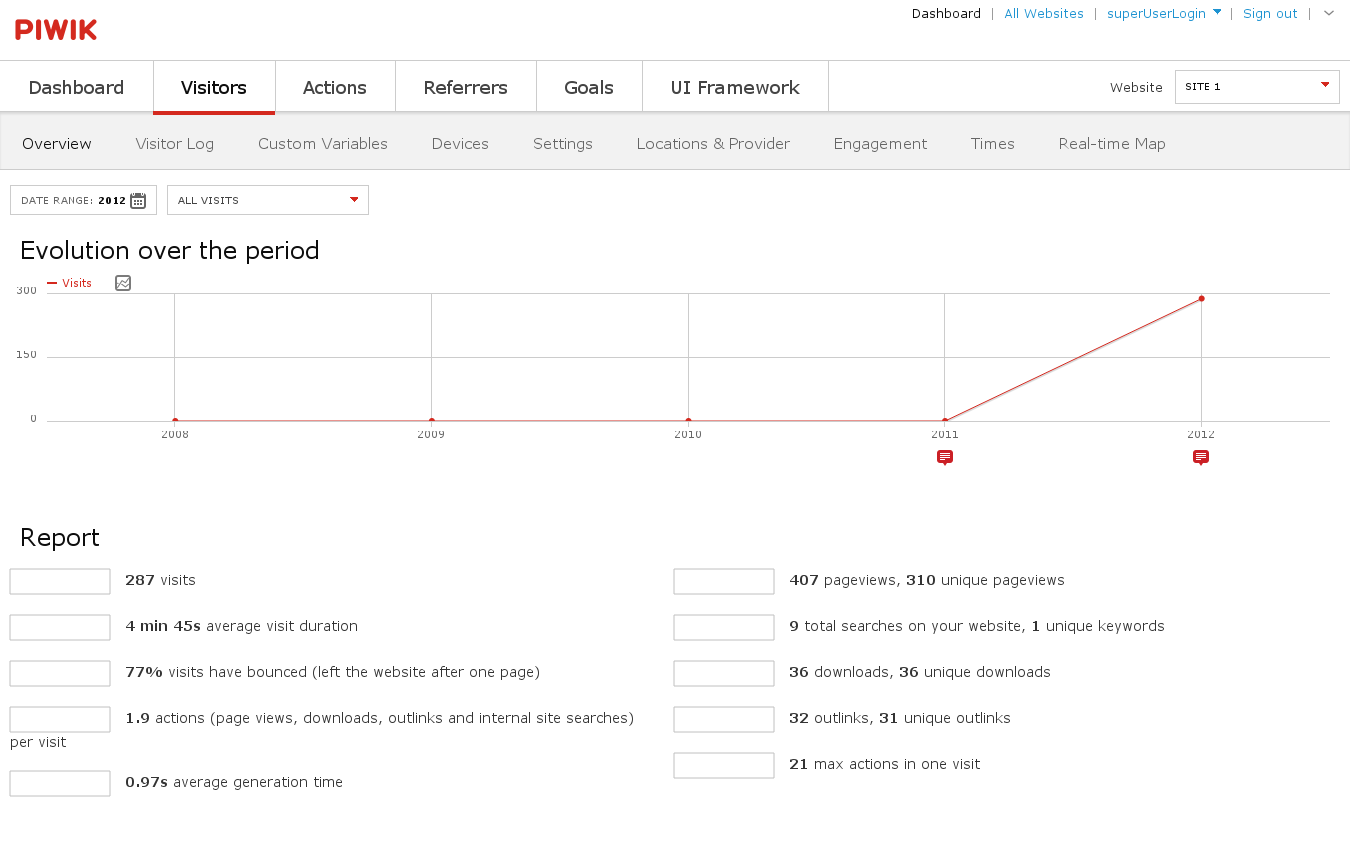 Dashboard | All Websites | superUserLogin | Sign out |
PIWIK
Dashboard Visitors Actions Referrers Goals UI Framework Website SITE 1
Overview Visitor Log Custom Variables Devices Settings Locations & Provider Engagement Times Real-time Map
DATE RANGE: 2012 ALL VISITS
Evolution over the period
Visits
300
150
0
2008 2009 2010 2011 2012
Report
287 visits
4 min 45s average visit duration
77% visits have bounced (left the website after one page)
1.9 actions (page views, downloads, outlinks and internal site searches)
per visit
0.97s average generation time
407 pageviews, 310 unique pageviews
9 total searches on your website, 1 unique keywords
36 downloads, 36 unique downloads
32 outlinks, 31 unique outlinks
21 max actions in one visit